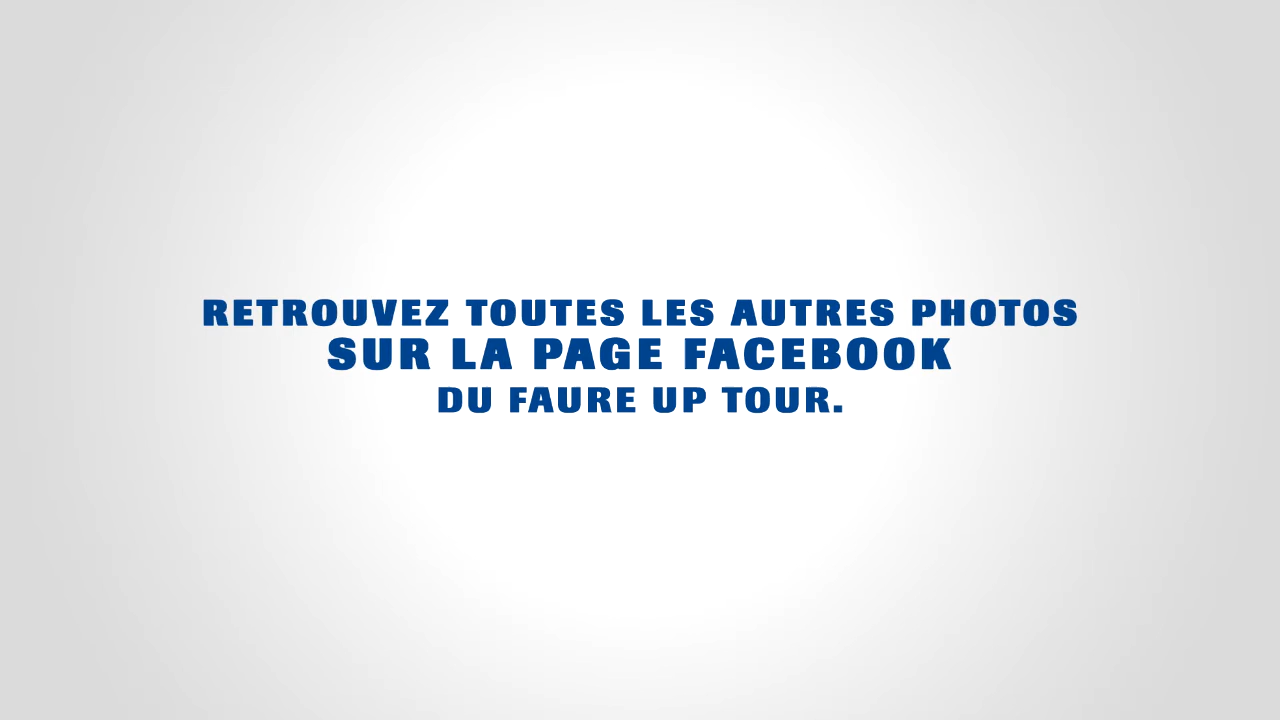 RETROUVEZ TOUTES LES AUTRES PHOTOS
SUR LA PAGE FACEBOOK
DU FAURE UP TOUR.